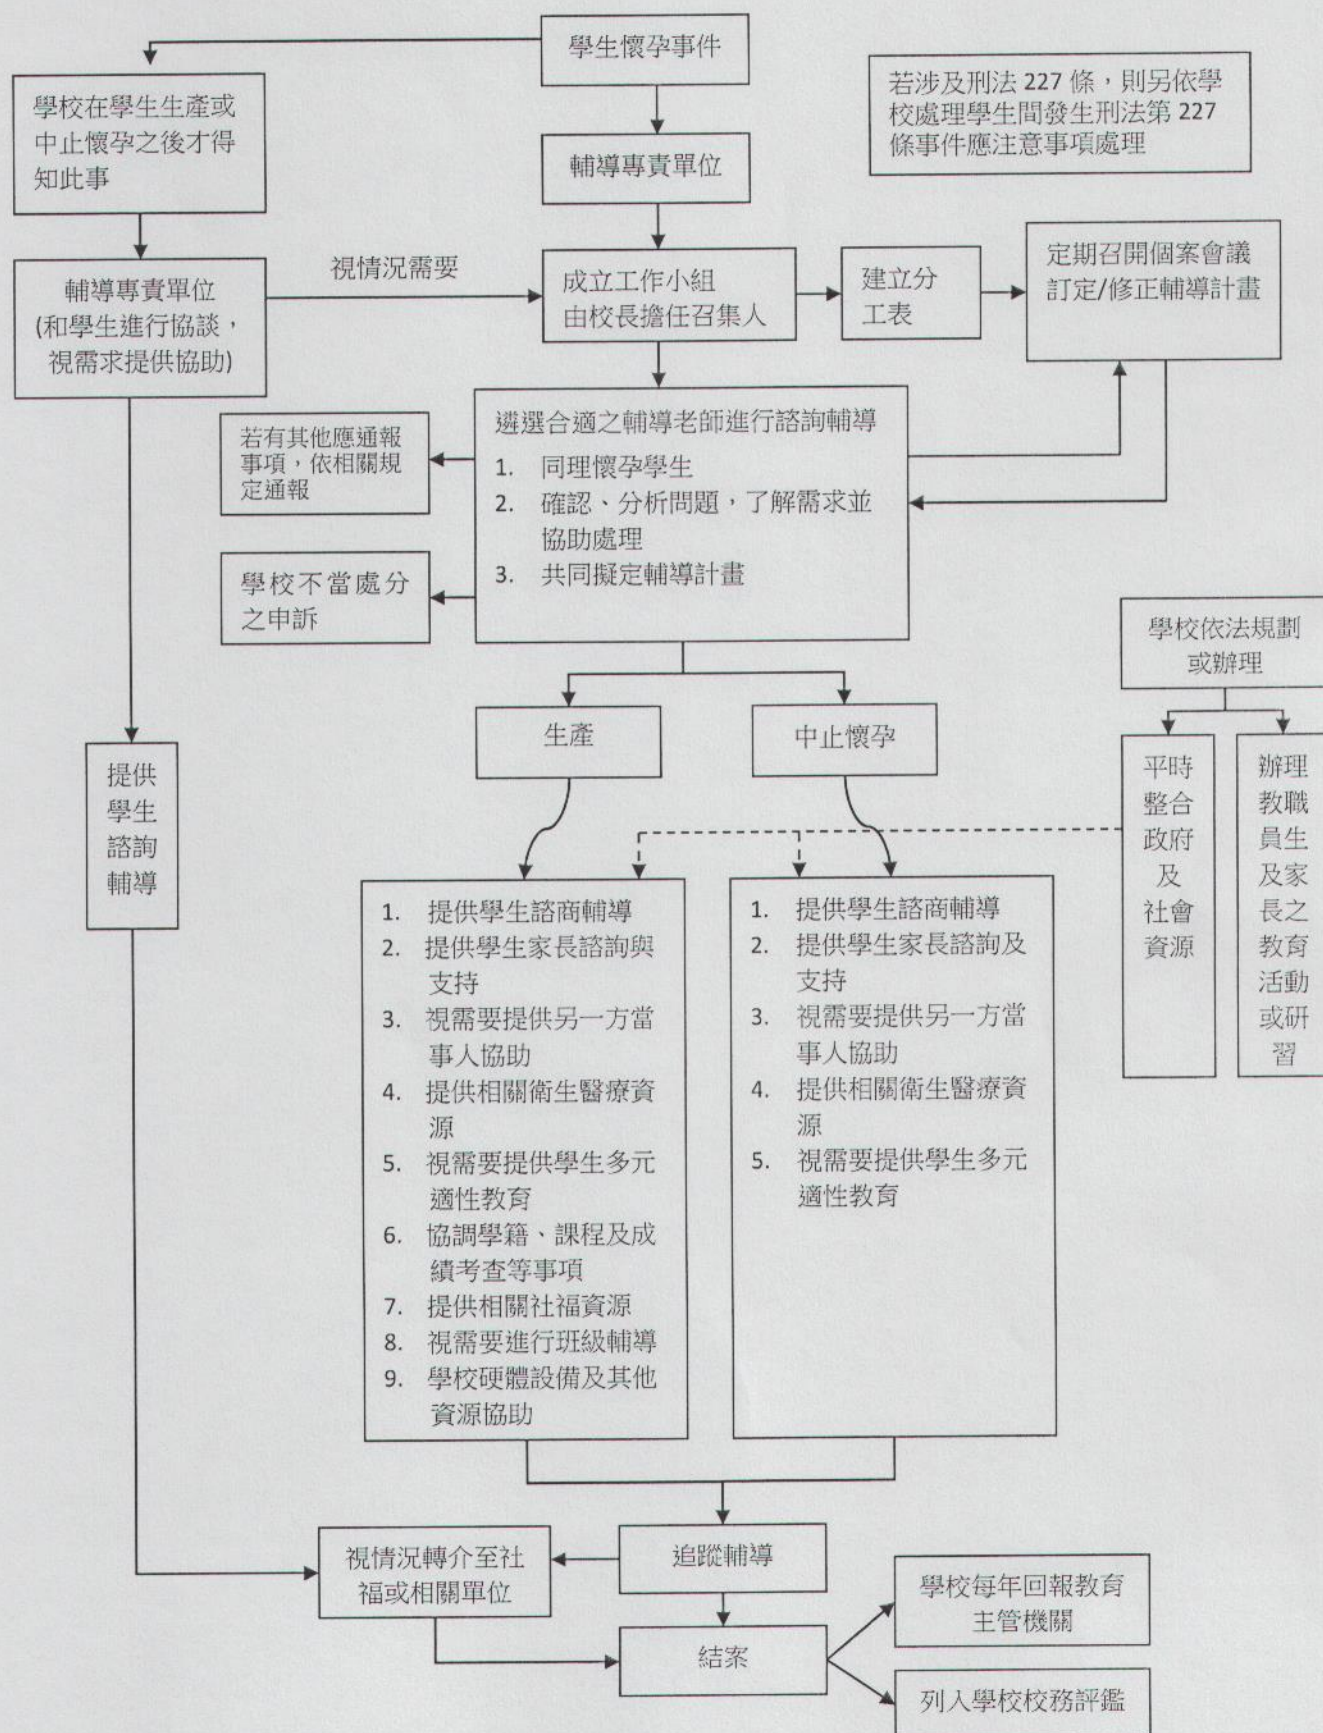 學生懷孕事件
學校在學生生產或
中止懷孕之後才得
知此事
若涉及刑法 227 條，則另依學
校處理學生間發生刑法第 227
條事件應注意事項處理
輔導專責單位
輔導專責單位
(和學生進行協談，
視需求提供協助)
視情況需要
成立工作小組
由校長擔任召集人
建立分
工表
定期召開個案會議
訂定/修正輔導計畫
遴選合適之輔導老師進行諮詢輔導
1. 同理懷孕學生
2. 確認、分析問題，了解需求並
協助處理
3. 共同擬定輔導計畫
若有其他應通報
事項，依相關規
定通報
學校不當處分
之申訴
學校依法規劃
或辦理
生產
中止懷孕
提供
學生
諮詢
輔導
平時
整合
政府
及
社會
資源
辦理
教職
員生
及家
長之
教育
活動
或研
習
1. 提供學生諮商輔導
2. 提供學生家長諮詢與
支持
3. 視需要提供另一方當
事人協助
4. 提供相關衛生醫療資
源
5. 視需要提供學生多元
適性教育
6. 協調學籍、課程及成
績考查等事項
7. 提供相關社福資源
8. 視需要進行班級輔導
9. 學校硬體設備及其他
資源協助
1. 提供學生諮商輔導
2. 提供學生家長諮詢及
支持
3. 視需要提供另一方當
事人協助
4. 提供相關衛生醫療資
源
5. 視需要提供學生多元
適性教育
視情況轉介至社
福或相關單位
追蹤輔導
學校每年回報教育
主管機關
結案
列入學校校務評鑑